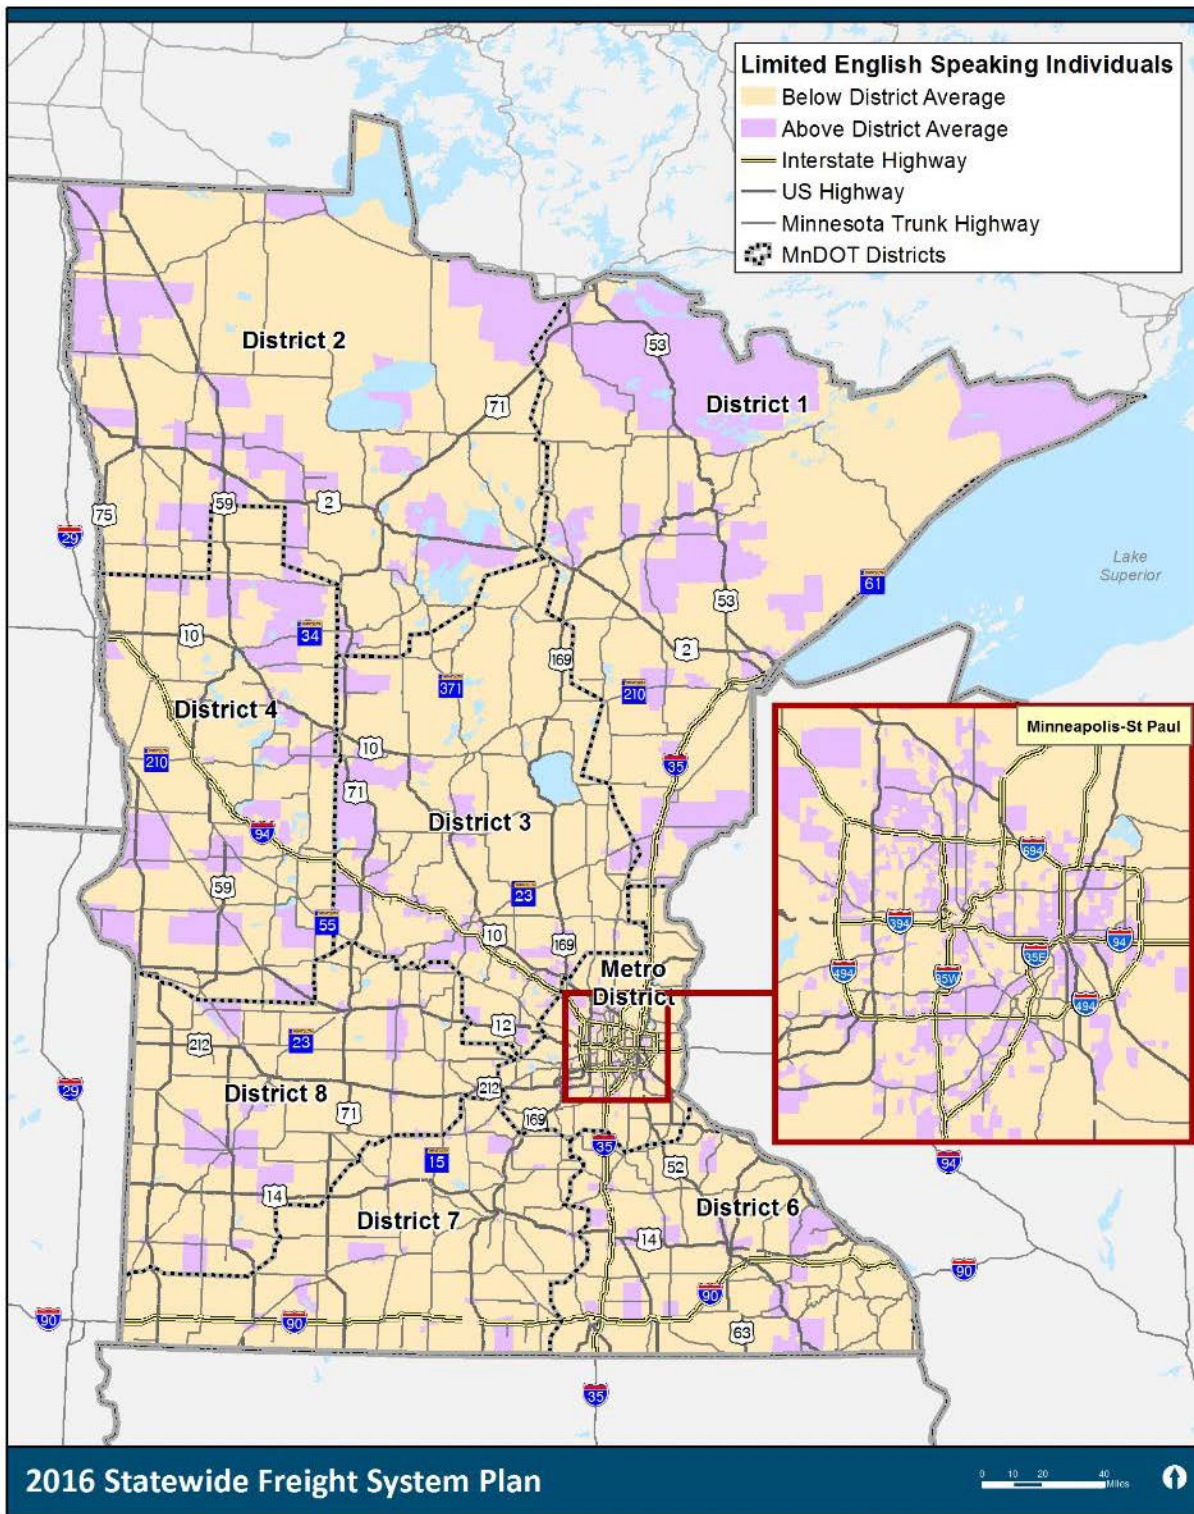 Limited English Speaking Individuals
Below District Average
Above District Average
Interstate Highway
US Highway
Minnesota Trunk Highway
MnDOT Districts
District 2
53
District 1
71
59
2
75
29
Lake
Superior
61
53
10
34
169
2
371
210
District 4
Minneapolis-St Paul
210
10
35
71
94
District 3
694
59
23
55
10
169
394
94
35E
Metro
District
494
35W
494
12
212
23
29
District 8
212
71
169
35
15
52
94
14
District 7
District 6
14
90
90
90
90
63
35
2016 Statewide Freight System Plan
0 10 20 40
Miles